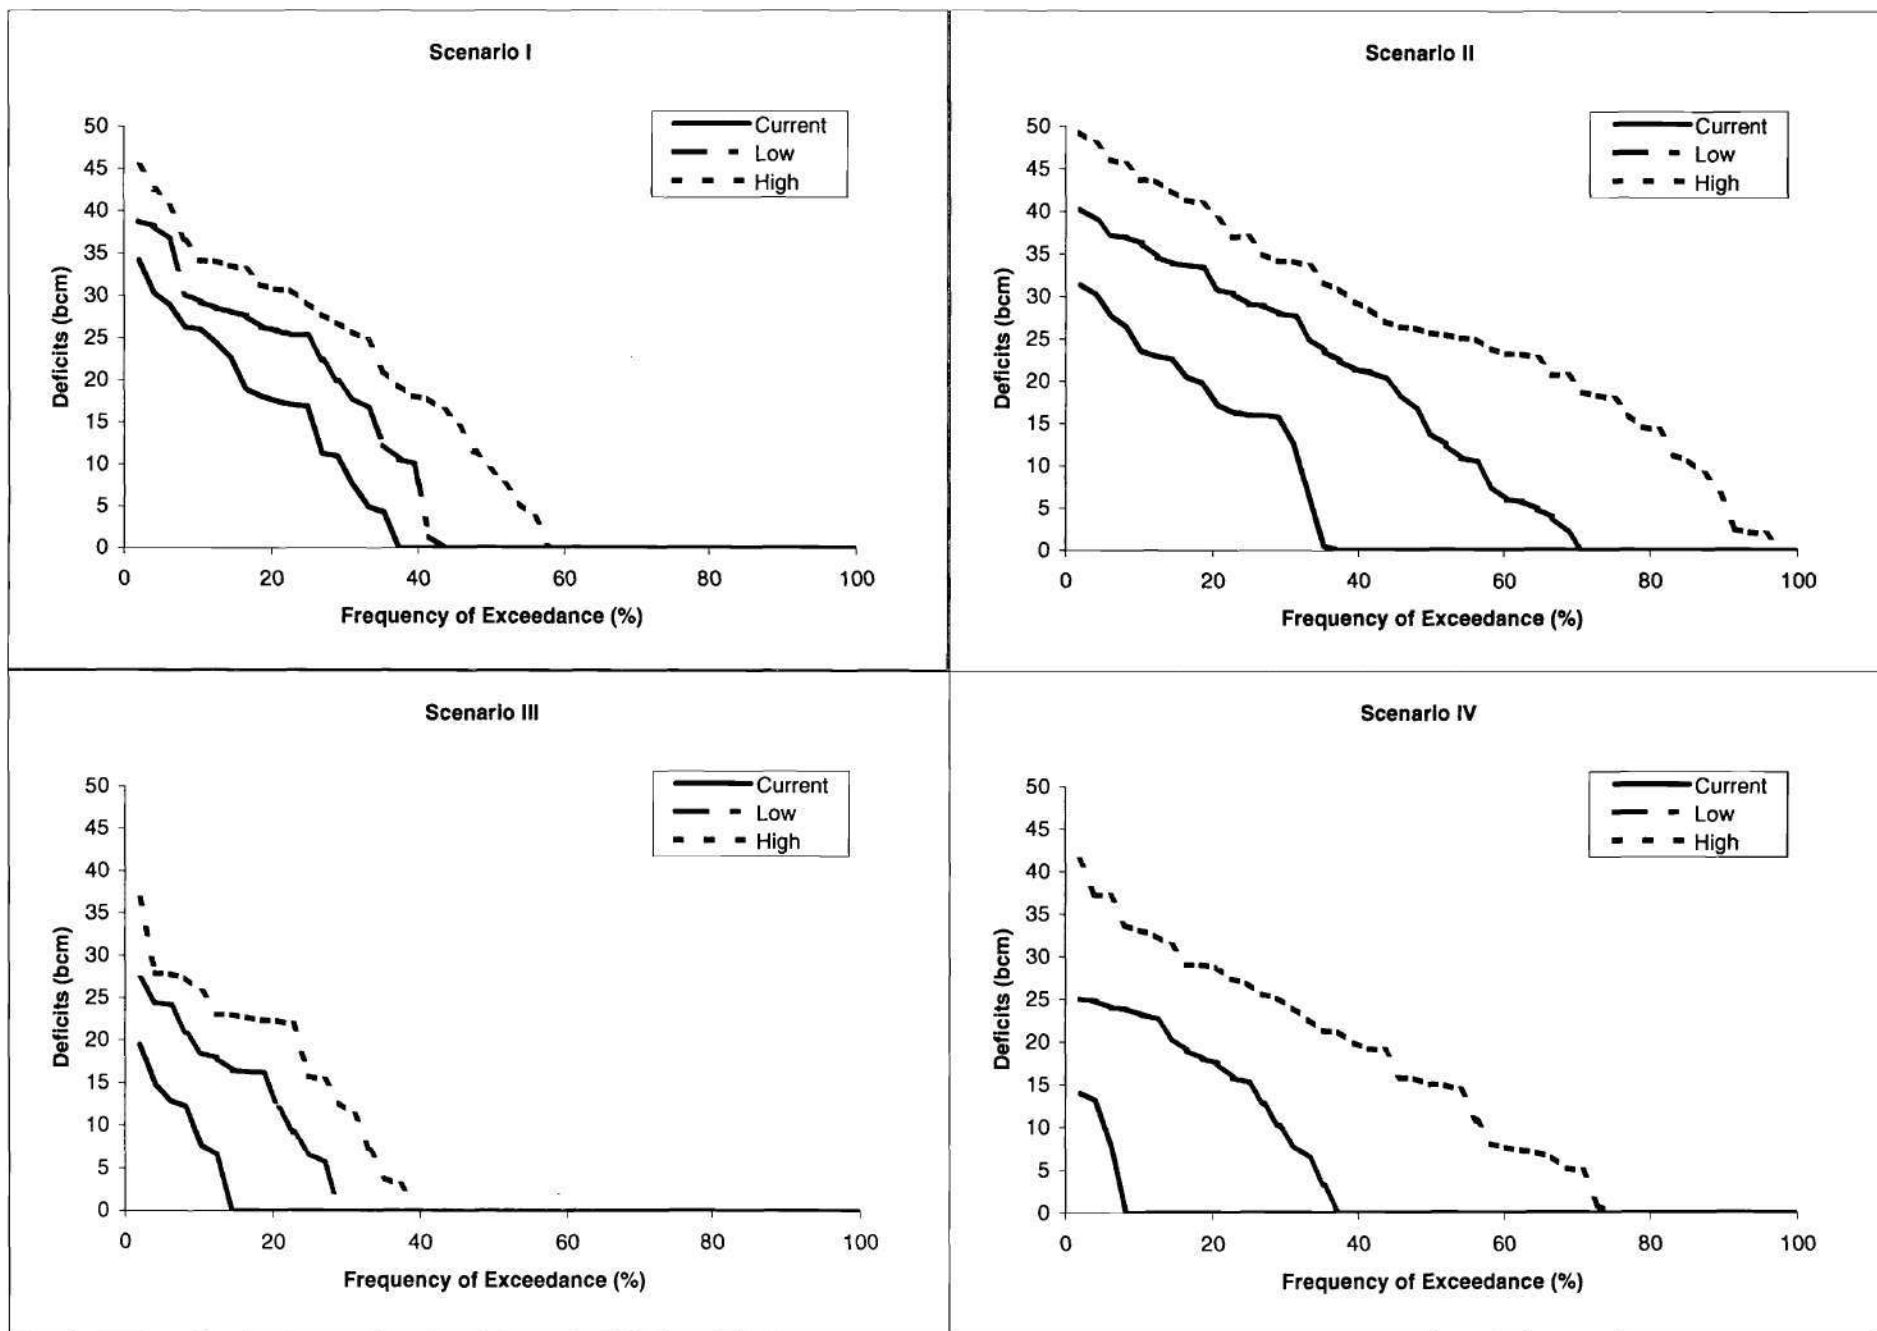 Scenario I
Current
Low
High
50
45
40
35
30
25
20
15
10
5
0
Deficits (bcm)
0 20 40 60 80 100
Frequency of Exceedance (%)
Scenario II
Current
Low
High
50
45
40
35
30
25
20
15
10
5
0
Deficits (bcm)
0 20 40 60 80 100
Frequency of Exceedance (%)
Scenario III
Current
Low
High
50
45
40
35
30
25
20
15
10
5
0
Deficits (bcm)
0 20 40 60 80 100
Frequency of Exceedance (%)
Scenario IV
Current
Low
High
50
45
40
35
30
25
20
15
10
5
0
Deficits (bcm)
0 20 40 60 80 100
Frequency of Exceedance (%)